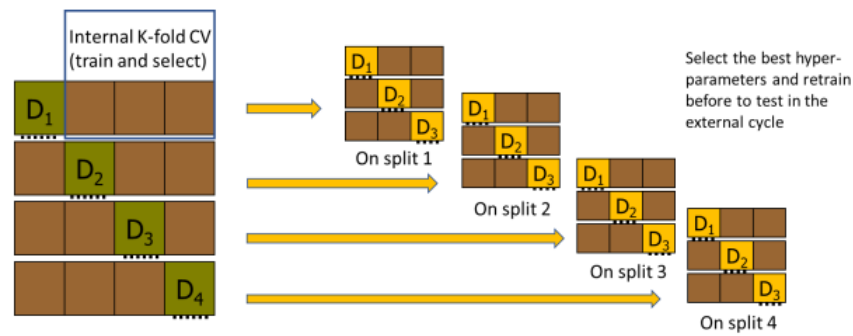 Internal K-fold CV
(train and select)
D1
D2
D3
D4
D1
D2
D3
On split 1
D1
D2
D3
On split 2
D1
D2
D3
On split 3
D1
D2
D3
On split 4
Select the best hyper-
parameters and retrain
before to test in the
external cycle